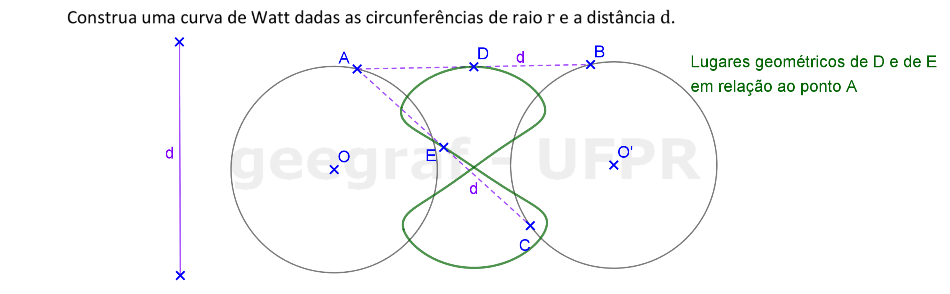 Construa uma curva de Watt dadas as circunferências de raio r e a distância d.
A D d B
Lugares geométricos de D e de E
em relação ao ponto A
d E O geegraf - UFPR O'
d
C